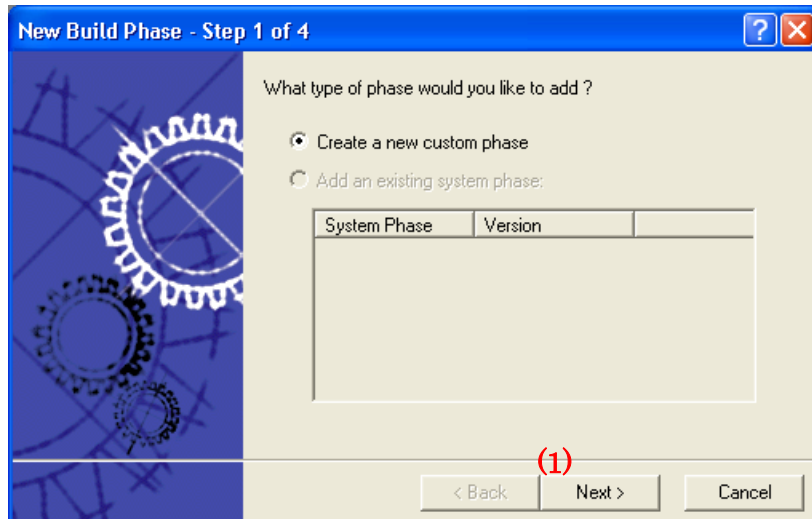 New Build Phase - Step 1 of 4
What type of phase would you like to add ?
Create a new custom phase
Add an existing system phase:
System Phase Version
(1)
< Back Next > Cancel